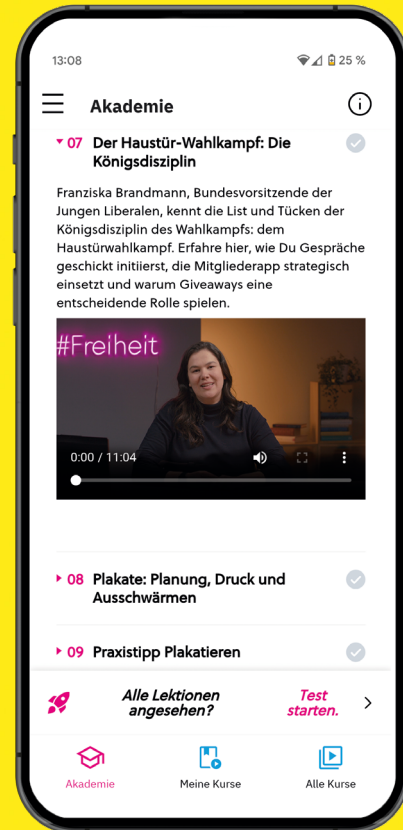 13:08
25 %
Akademie
07 Der Haustür-Wahlkampf: Die
Königsdisziplin
Franziska Brandmann, Bundesvorsitzende der
Jungen Liberalen, kennt die List und Tücken der
Königsdisziplin des Wahlkampfs: dem
Haustürwahlkampf. Erfahre hier, wie Du Gespräche
geschickt initiierst, die Mitgliederapp strategisch
einsetzt und warum Giveaways eine
entscheidende Rolle spielen.
#Freiheit
0:00 / 11:04
08 Plakate: Planung, Druck und
Ausschwärmen
09 Praxistipp Plakatieren
Alle Lektionen
angesehen?
Test
starten.
Akademie
Meine Kurse
Alle Kurse